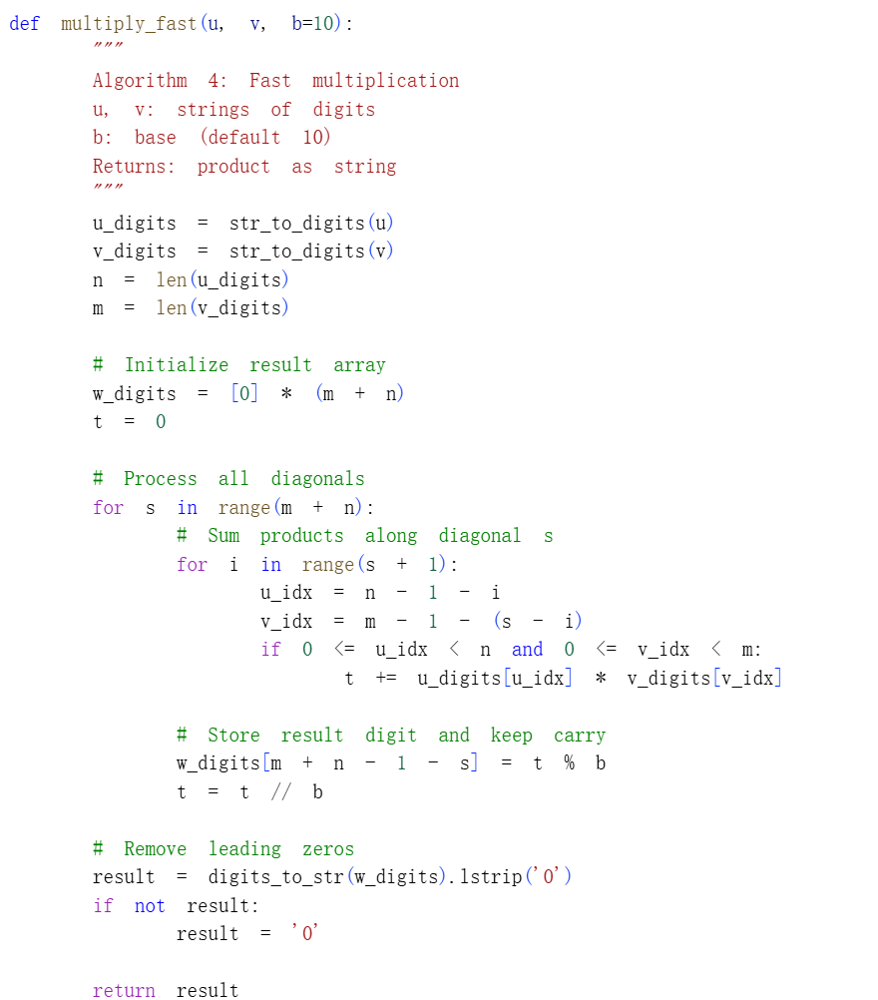 def multiply_fast(u, v, b=10):
"""
Algorithm 4: Fast multiplication
u, v: strings of digits
b: base (default 10)
Returns: product as string
"""
u_digits = str_to_digits(u)
v_digits = str_to_digits(v)
n = len(u_digits)
m = len(v_digits)
# Initialize result array
w_digits = [0] * (m + n)
t = 0
# Process all diagonals
for s in range(m + n):
# Sum products along diagonal s
for i in range(s + 1):
u_idx = n - 1 - i
v_idx = m - 1 - (s - i)
if 0 <= u_idx < n and 0 <= v_idx < m:
t += u_digits[u_idx] * v_digits[v_idx]
# Store result digit and keep carry
w_digits[m + n - 1 - s] = t % b
t = t // b
# Remove leading zeros
result = digits_to_str(w_digits).lstrip('0')
if not result:
result = '0'
return result